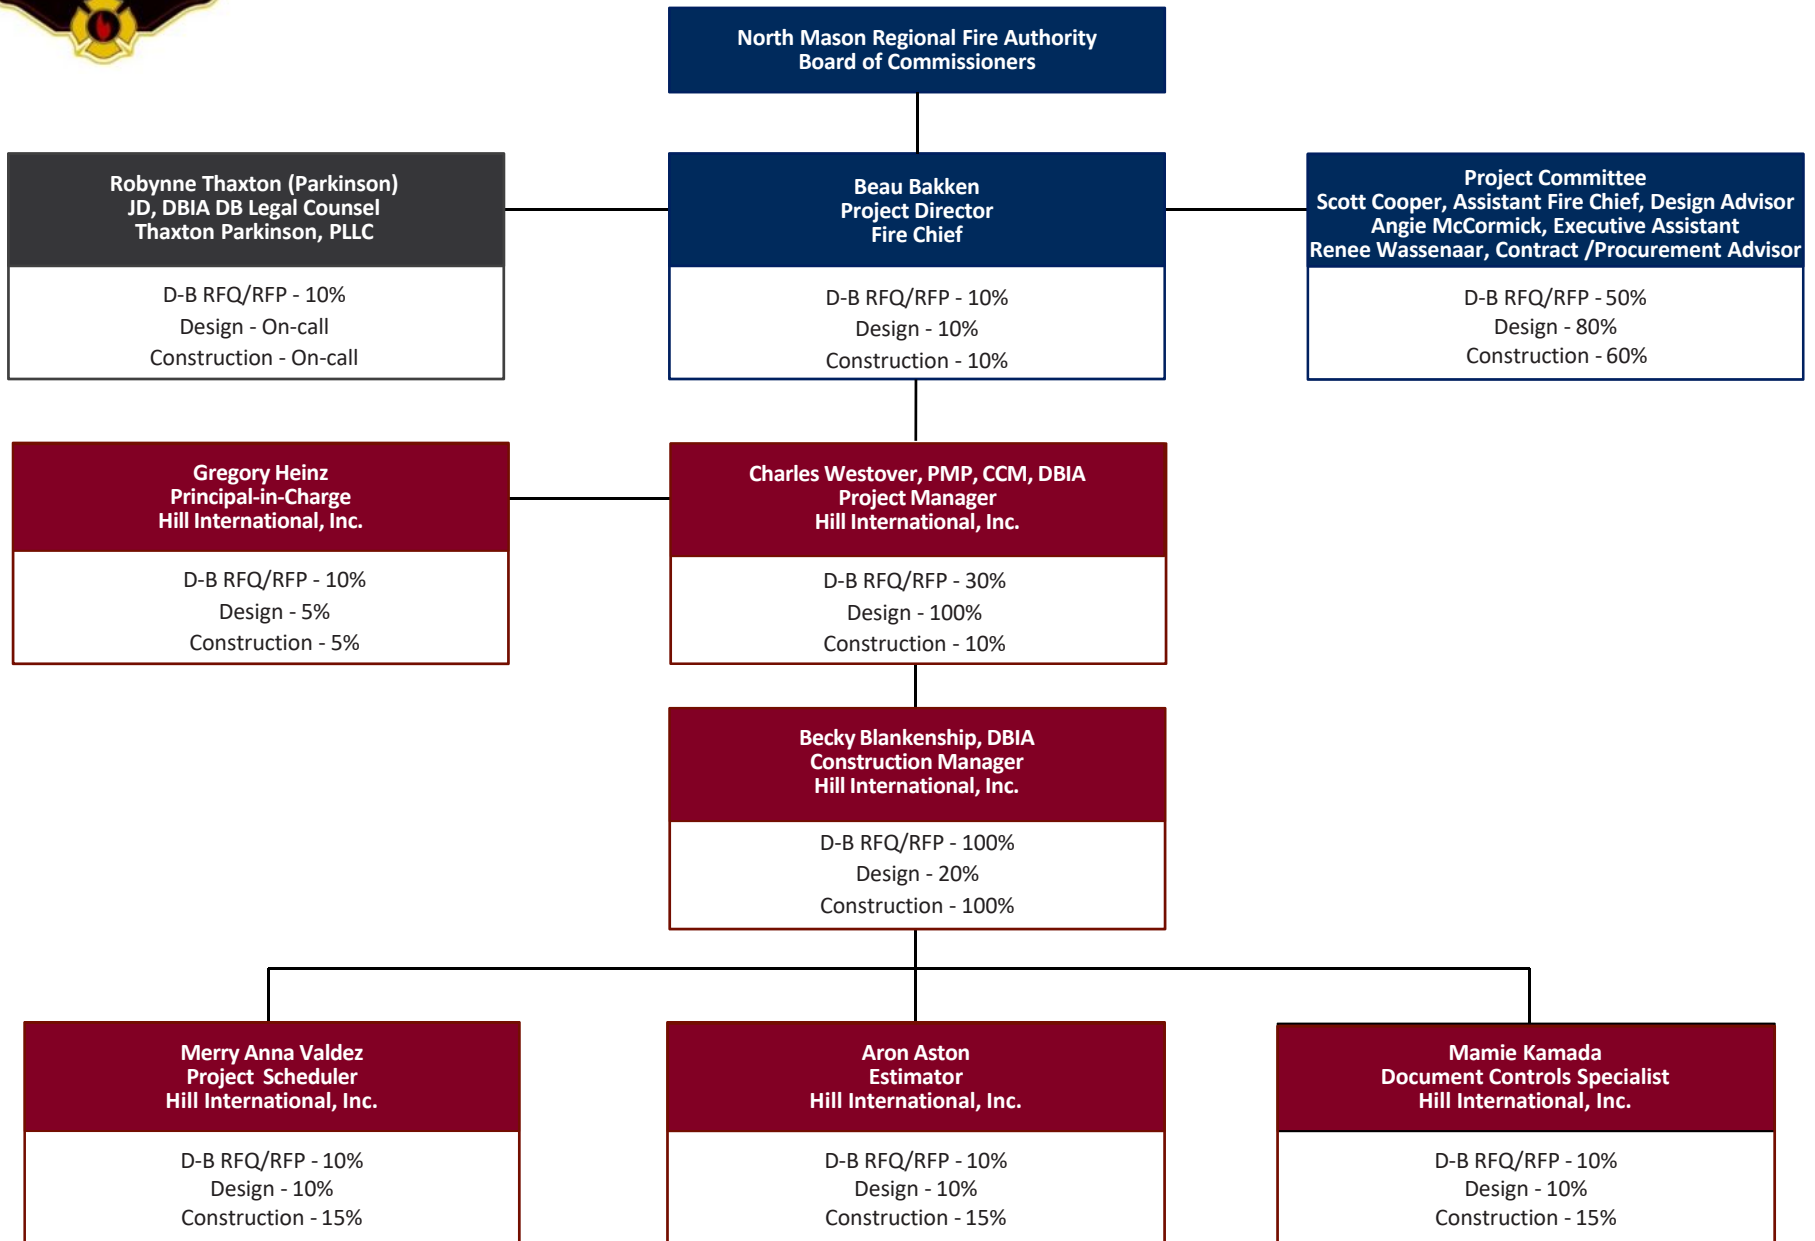 North Mason Regional Fire Authority
Board of Commissioners
Robynne Thaxton (Parkinson)
JD, DBIA DB Legal Counsel
Thaxton Parkinson, PLLC
D-B RFQ/RFP - 10%
Design - On-call
Construction - On-call
Beau Bakken
Project Director
Fire Chief
D-B RFQ/RFP - 10%
Design - 10%
Construction - 10%
Project Committee
Scott Cooper, Assistant Fire Chief, Design Advisor
Angie McCormick, Executive Assistant
Renee Wassenaar, Contract /Procurement Advisor
D-B RFQ/RFP - 50%
Design - 80%
Construction - 60%
Gregory Heinz
Principal-in-Charge
Hill International, Inc.
D-B RFQ/RFP - 10%
Design - 5%
Construction - 5%
Charles Westover, PMP, CCM, DBIA
Project Manager
Hill International, Inc.
D-B RFQ/RFP - 30%
Design - 100%
Construction - 10%
Becky Blankenship, DBIA
Construction Manager
Hill International, Inc.
D-B RFQ/RFP - 100%
Design - 20%
Construction - 100%
Merry Anna Valdez
Project Scheduler
Hill International, Inc.
D-B RFQ/RFP - 10%
Design - 10%
Construction - 15%
Aron Aston
Estimator
Hill International, Inc.
D-B RFQ/RFP - 10%
Design - 10%
Construction - 15%
Mamie Kamada
Document Controls Specialist
Hill International, Inc.
D-B RFQ/RFP - 10%
Design - 10%
Construction - 15%